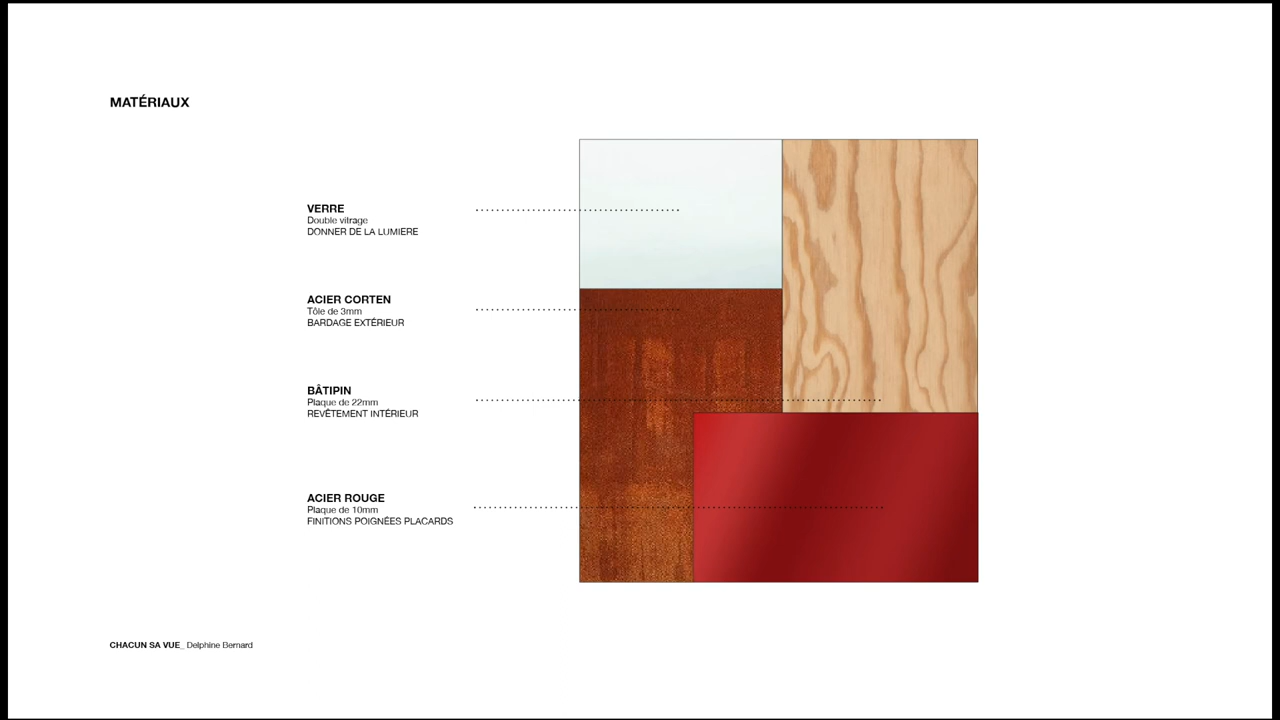 MATÉRIAUX
VERRE
Double vitrage
DONNER DE LA LUMIERE
ACIER CORTEN
Tôle de 3mm
BARDAGE EXTÉRIEUR
BÂTIPIN
Plaque de 22mm
REVÊTEMENT INTÉRIEUR
ACIER ROUGE
Plaque de 10mm
FINITIONS POIGNÉES PLACARDS
CHACUN SA VUE_ Delphine Bernard